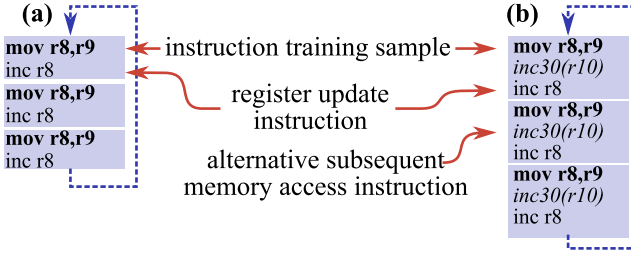 (a)
mov r8,r9
inc r8
mov r8,r9
mov r8,r9
inc r8
instruction training sample
register update
instruction
alternative subsequent
memory access instruction
(b)
mov r8,r9
inc30(r10)
inc r8
mov r8,r9
inc30(r10)
inc r8
mov r8,r9
inc30(r10)
inc r8